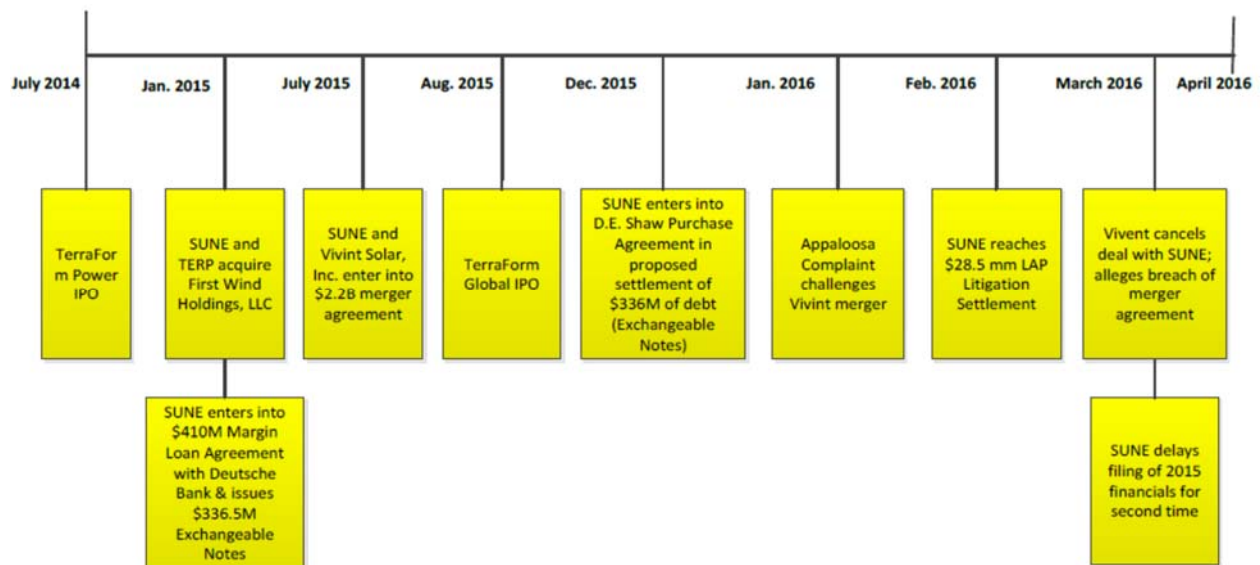 July 2014
Jan. 2015
July 2015
Aug. 2015
Dec. 2015
Jan. 2016
Feb. 2016
March 2016
April 2016
TerraFor
m Power
IPO
SUNE and
TERP acquire
First Wind
Holdings, LLC
SUNE and
Vivint Solar,
Inc. enter into
$2.2B merger
agreement
TerraForm
Global IPO
SUNE enters into
D.E. Shaw Purchase
Agreement in
proposed
settlement of
$336M of debt
(Exchangeable
Notes)
Appaloosa
Complaint
challenges
Vivint merger
SUNE reaches
$28.5 mm LAP
Litigation
Settlement
Vivent cancels
deal with SUNE;
alleges breach of
merger
agreement
SUNE enters into
$410M Margin
Loan Agreement
with Deutsche
Bank & issues
$336.5M
Exchangeable
Notes
SUNE delays
filing of 2015
financials for
second time